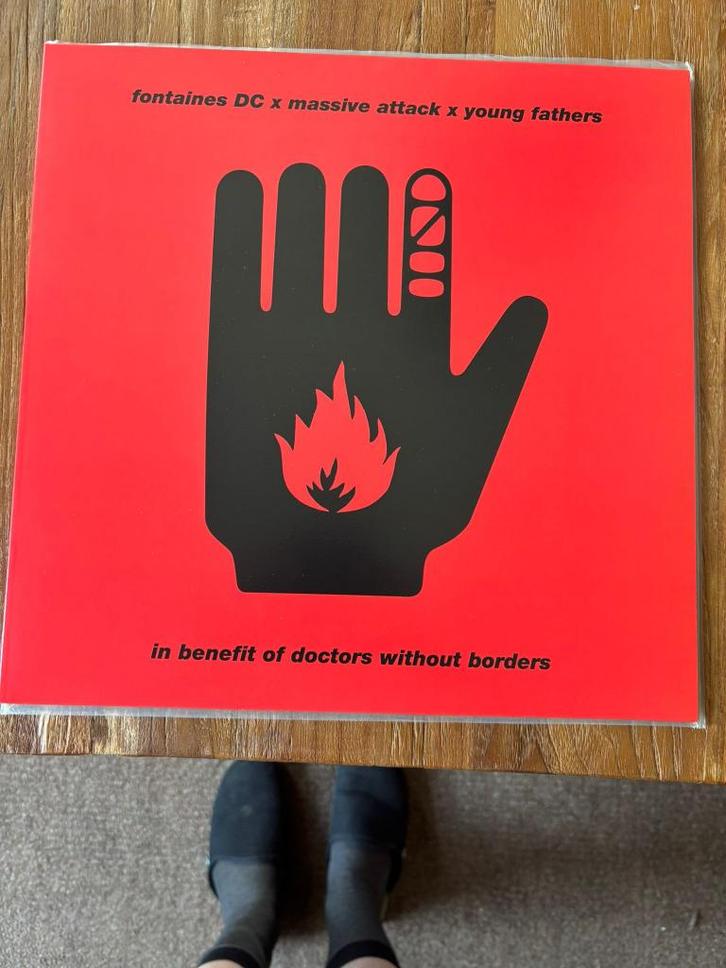 fontaines DC x massive attack x young fathers
in benefit of doctors without borders